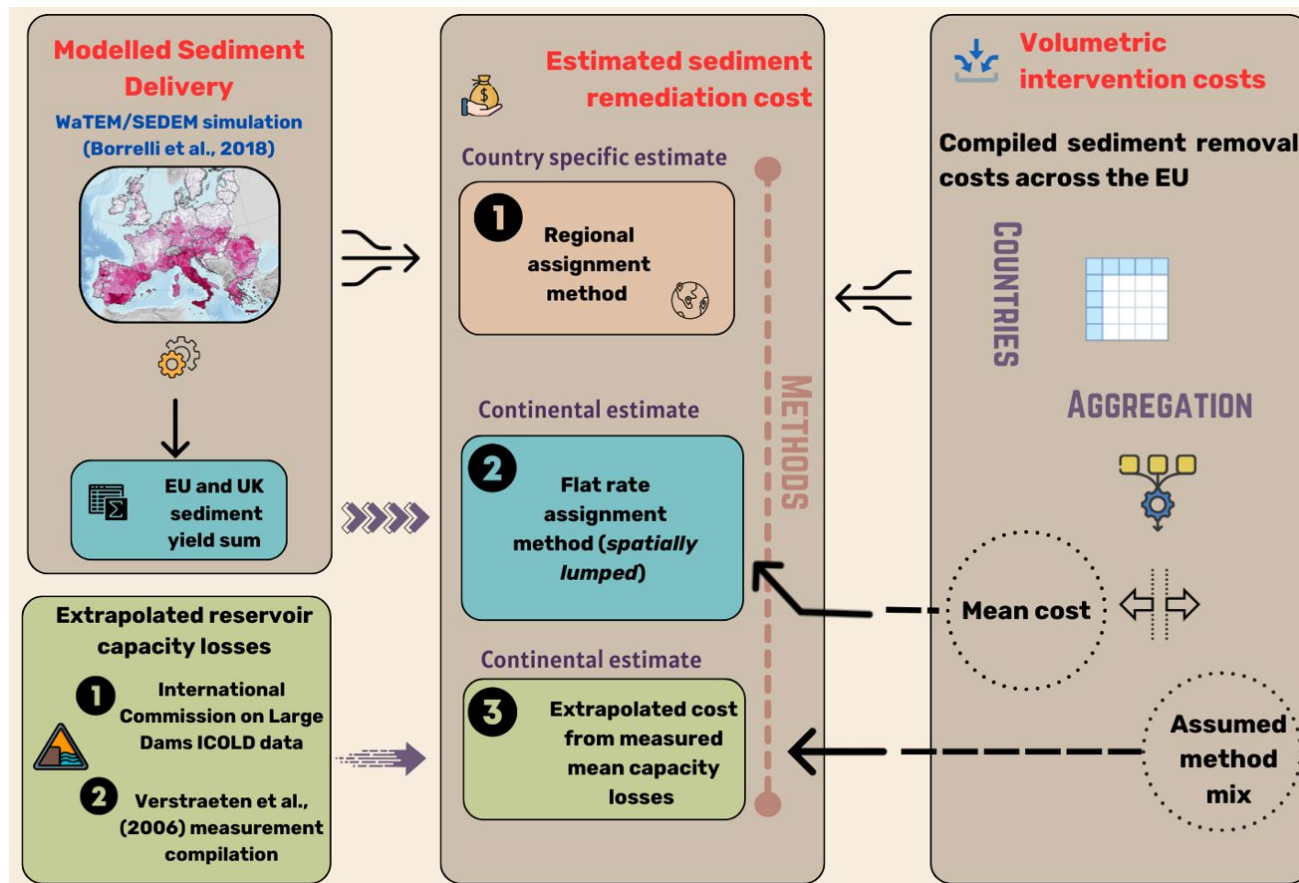 Modelled Sediment
Delivery
WaTEM/SEDEM simulation
(Borrelli et al., 2018)
EU and UK
sediment
yield sum
Extrapolated reservoir
capacity losses
1
International
Commission on Large
Dams ICOLD data
2
Verstraeten et al.,
(2006) measurement
compilation
Estimated sediment
remediation cost
$
Country specific estimate
1
Regional
assignment
method
Continental estimate
2
Flat rate
assignment
method (spatially
lumped)
Continental estimate
3
Extrapolated cost
from measured
mean capacity
losses
METHODS
Volumetric
intervention costs
Compiled sediment removal
costs across the EU
COUNTRIES
AGGREGATION
Mean cost
Assumed
method
mix